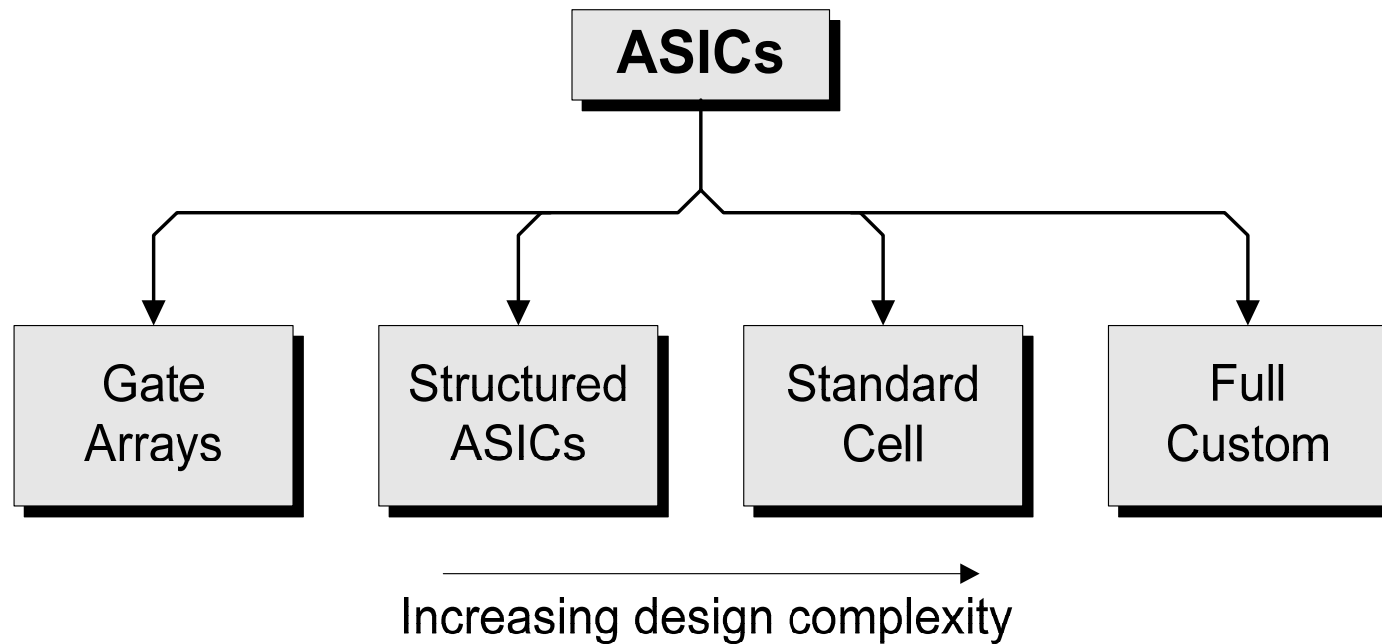 ASICs
Gate
Arrays
Structured
ASICs
Standard
Cell
Full
Custom
Increasing design complexity